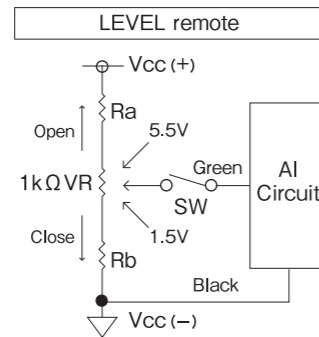 LEVEL remote
Vcc (+)
Ra
Open
5.5V
Green
AI
Circuit
1kΩVR
SW
1.5V
Close
Rb
Black
Vcc (−)